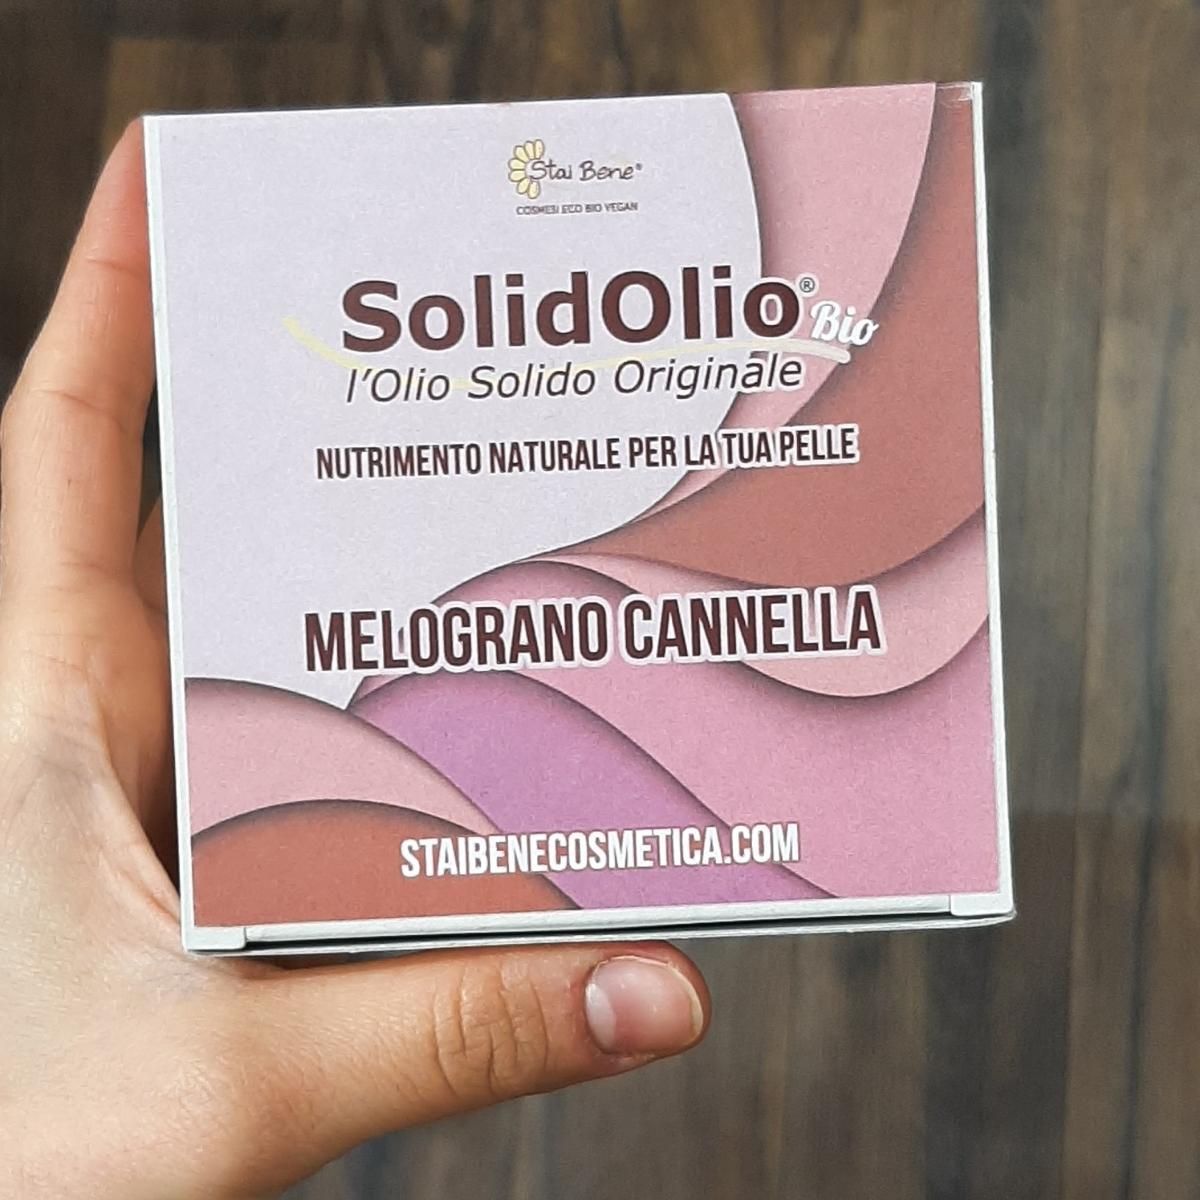 Stai Bene®
COSMESI ECO BIO VEGAN
SolidOlio® Bio
l'Olio Solido Originale
NUTRIMENTO NATURALE PER LA TUA PELLE
MELOGRANO CANNELLA
STAIBENECOSMETICA.COM